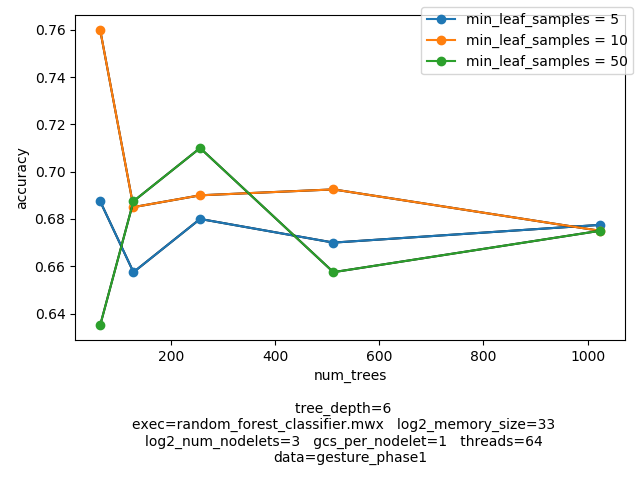 min_leaf_samples = 5
min_leaf_samples = 10
min_leaf_samples = 50
0.76
0.74
0.72
0.70
0.68
0.66
0.64
accuracy
200
400
600
800
1000
num_trees
tree_depth=6
exec=random_forest_classifier.mwx log2_memory_size=33
log2_num_nodelets=3 gcs_per_nodelet=1 threads=64
data=gesture_phase1